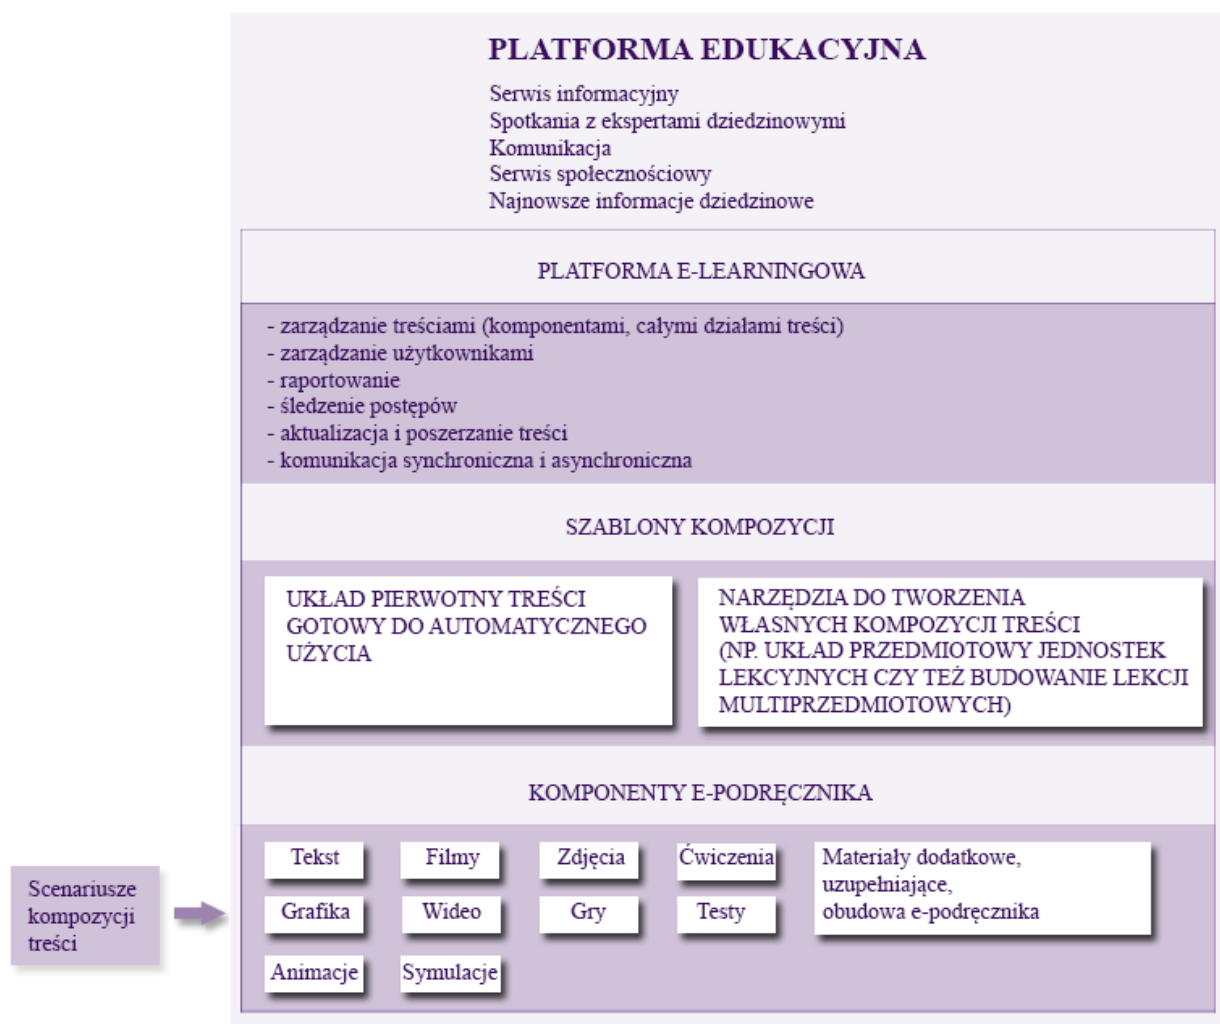 PLATFORMA EDUKACYJNA
Serwis informacyjny
Spotkania z ekspertami dziedzinowymi
Komunikacja
Serwis społecznościowy
Najnowsze informacje dziedzinowe
PLATFORMA E-LEARNINGOWA
- zarządzanie treściami (komponentami, całymi działami treści)
- zarządzanie użytkownikami
- raportowanie
- śledzenie postępów
- aktualizacja i poszerzanie treści
- komunikacja synchroniczna i asynchroniczna
SZABLONY KOMPOZYCJI
UKŁAD PIERWOTNY TREŚCI
GOTOWY DO AUTOMATYCZNEGO
UŻYCIA
NARZĘDZIA DO TWORZENIA
WŁASNYCH KOMPOZYCJI TREŚCI
(NP. UKŁAD PRZEDMIOTOWY JEDNOSTEK
LEKCYJNYCH CZY TEŻ BUDOWANIE LEKCJI
MULTIPRZEDMIOTOWYCH)
KOMPONENTY E-PODRĘCZNIKA
Scenariusze
kompozycji
treści
Tekst
Filmy
Zdjęcia
Ćwiczenia
Grafika
Wideo
Gry
Testy
Animacje
Symulacje
Materiały dodatkowe,
uzupełniające,
obudowa e-podręcznika